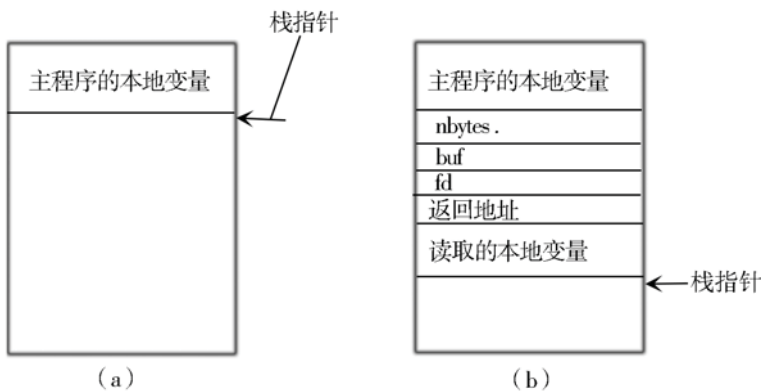 栈指针
主程序的本地变量
(a)
主程序的本地变量
nbytes.
buf
fd
返回地址
读取的本地变量
栈指针
(b)